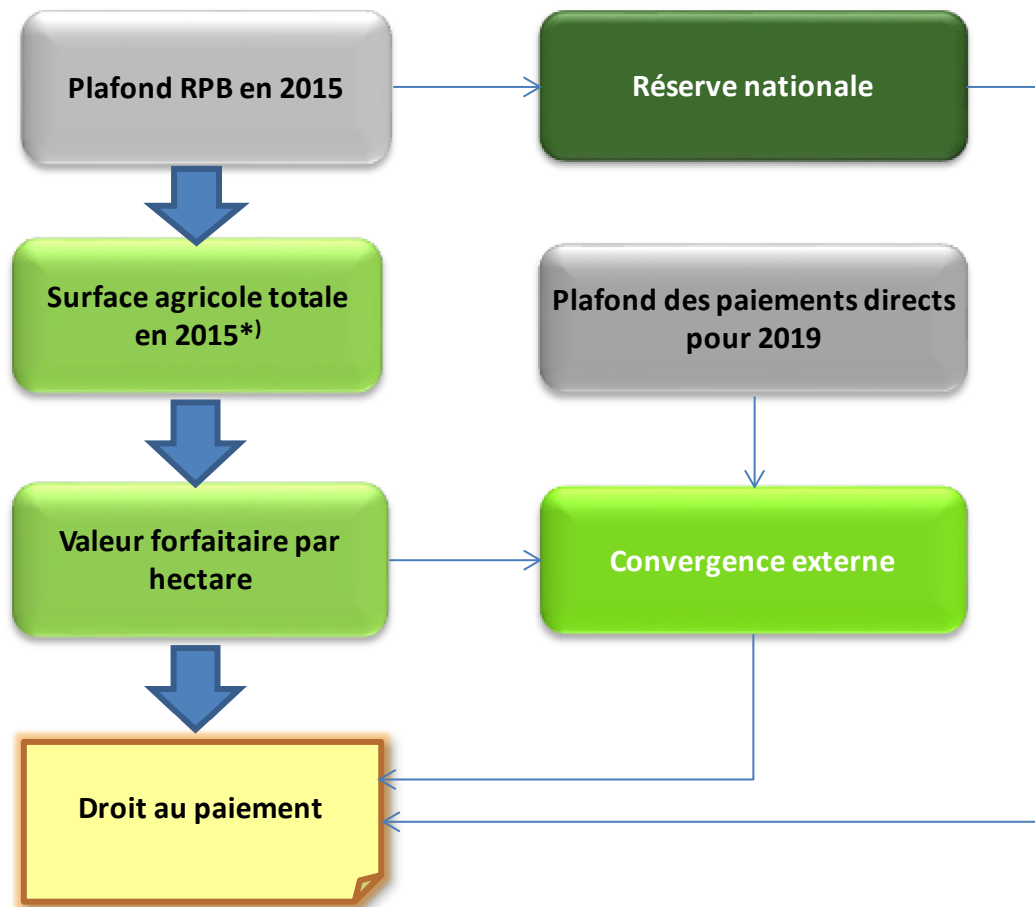 Plafond RPB en 2015
Réserve nationale
Surface agricole totale
en 2015*)
Plafond des paiements directs
pour 2019
Valeur forfaitaire par
hectare
Convergence externe
Droit au paiement